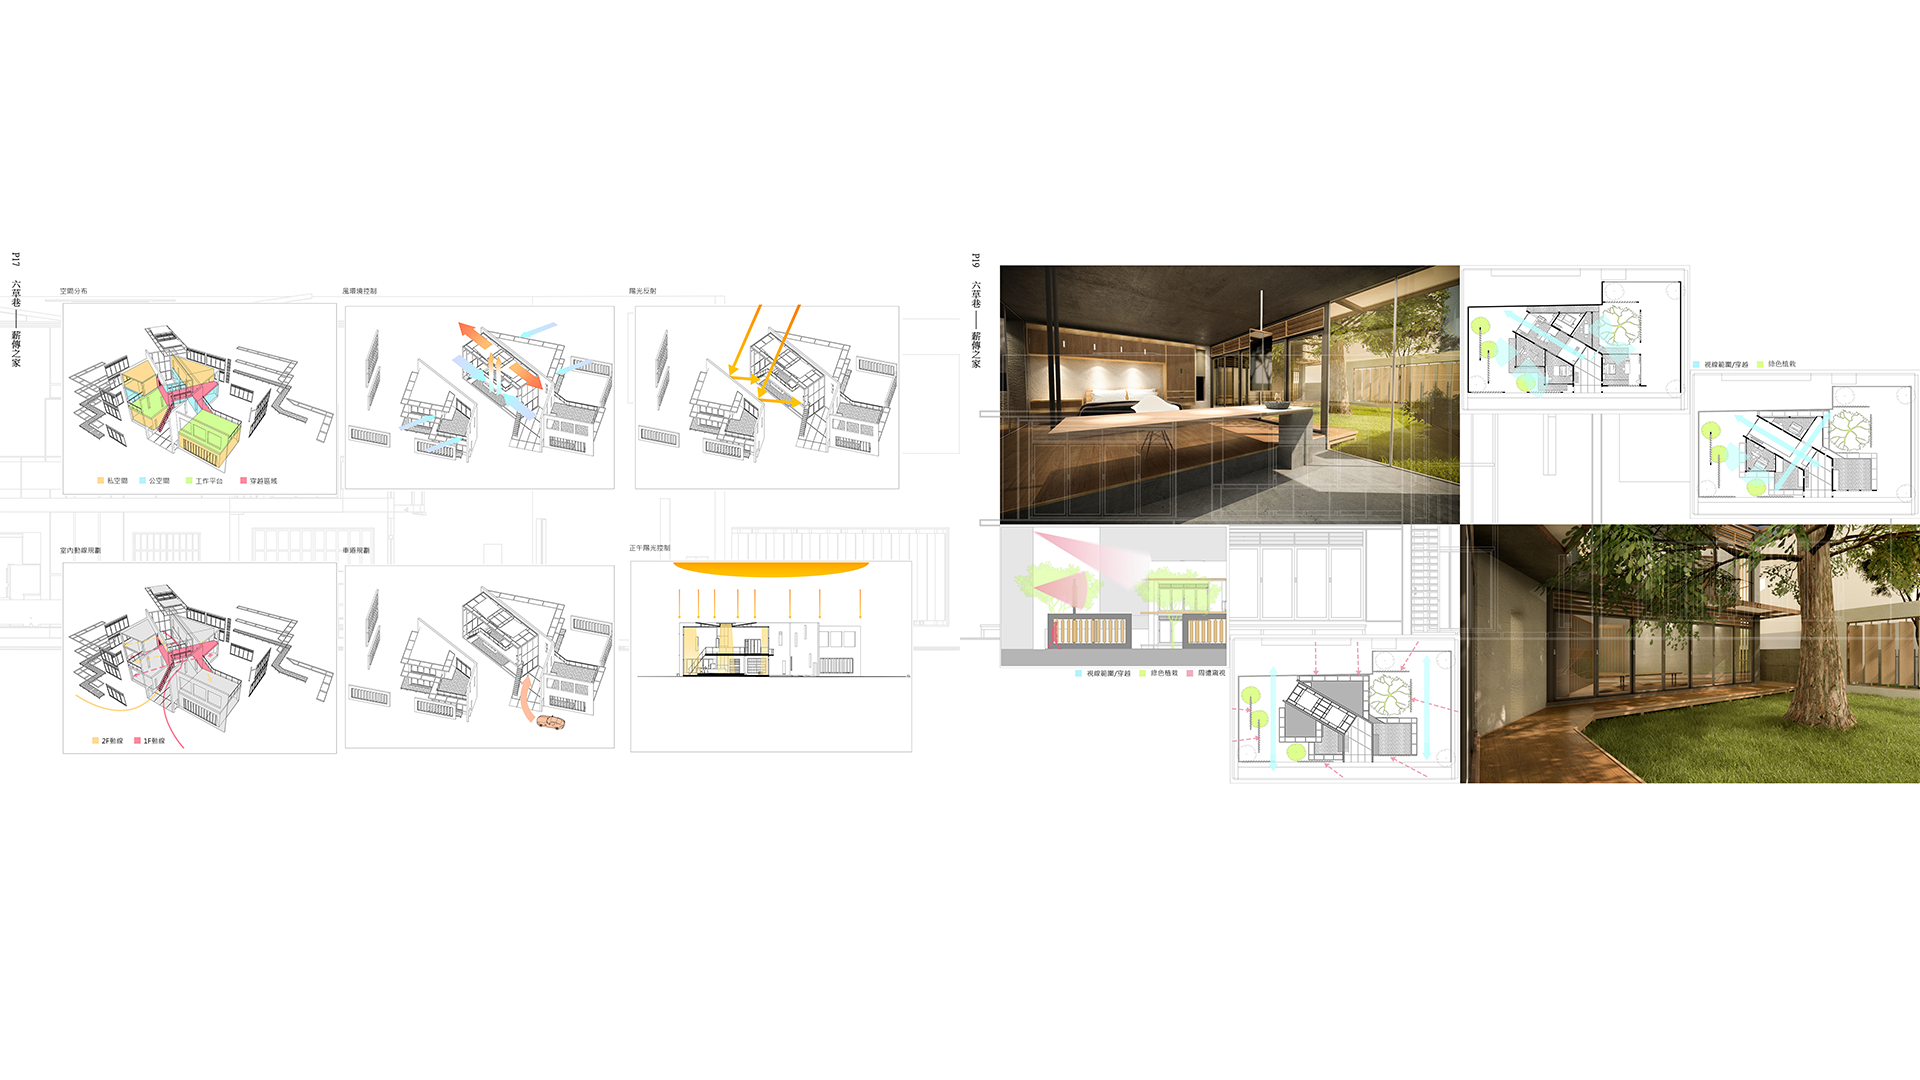 P17 六草巷——薪傳之家
空間分布
風環境控制
陽光反射
私空間 公空間 工作平台 穿越區域
室內動線規劃
車道規劃
正午陽光控制
2F動線 1F動線
P19 六草巷——薪傳之家
視線範圍/穿越 綠色植栽
視線範圍/穿越 綠色植栽 周遭窺視